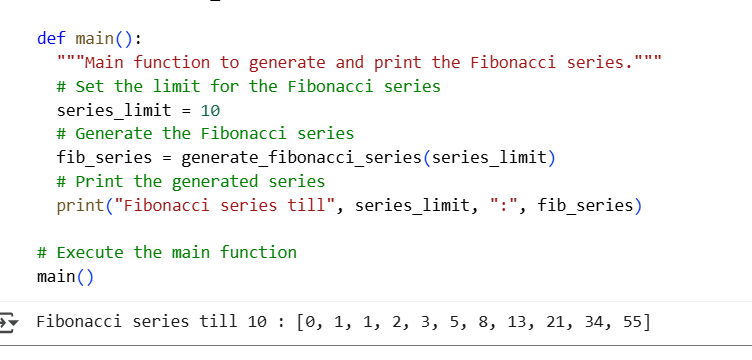 def main():
  """Main function to generate and print the Fibonacci series."""
  # Set the limit for the Fibonacci series
  series_limit = 10
  # Generate the Fibonacci series
  fib_series = generate_fibonacci_series(series_limit)
  # Print the generated series
  print("Fibonacci series till", series_limit, ":", fib_series)
# Execute the main function
main()
Fibonacci series till 10 : [0, 1, 1, 2, 3, 5, 8, 13, 21, 34, 55]